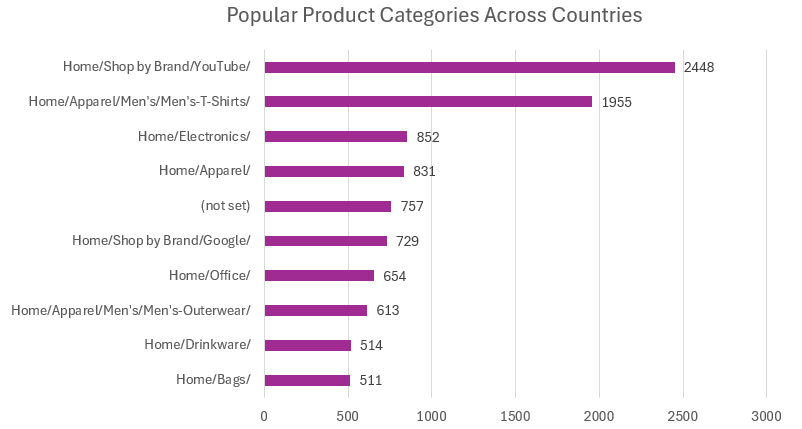 Popular Product Categories Across Countries
Home/Shop by Brand/YouTube/ 2448
Home/Apparel/Men's/Men's-T-Shirts/ 1955
Home/Electronics/ 852
Home/Apparel/ 831
(not set) 757
Home/Shop by Brand/Google/ 729
Home/Office/ 654
Home/Apparel/Men's/Men's-Outerwear/ 613
Home/Drinkware/ 514
Home/Bags/ 511
0 500 1000 1500 2000 2500 3000